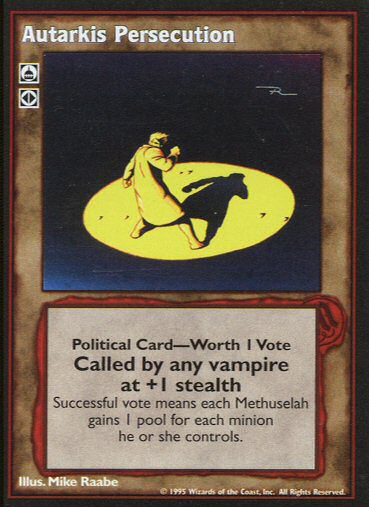 Autarkis Persecution
Political Card—Worth 1 Vote
Called by any vampire
at +1 stealth
Successful vote means each Methuselah
gains 1 pool for each minion
he or she controls.
Illus. Mike Raabe
© 1995 Wizards of the Coast, Inc. All Rights Reserved.